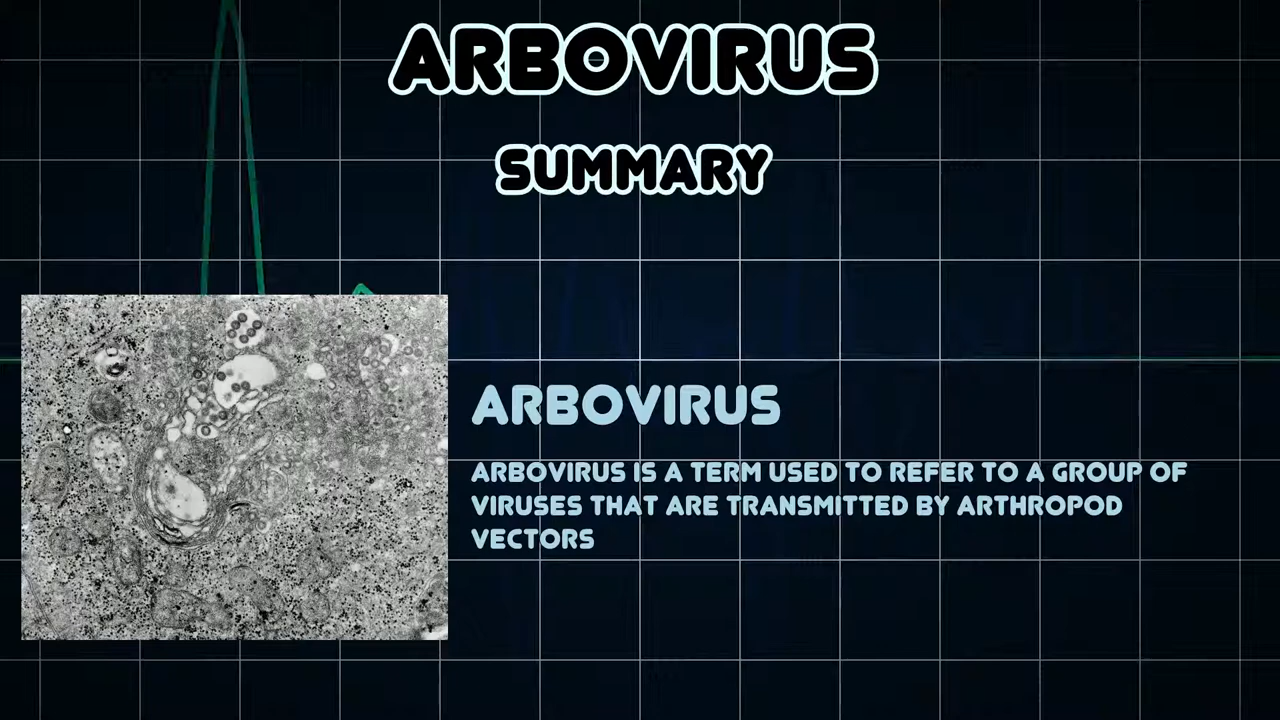 ARBOVIRUS
SUMMARY
ARBOVIRUS
ARBOVIRUS IS A TERM USED TO REFER TO A GROUP OF
VIRUSES THAT ARE TRANSMITTED BY ARTHROPOD
VECTORS